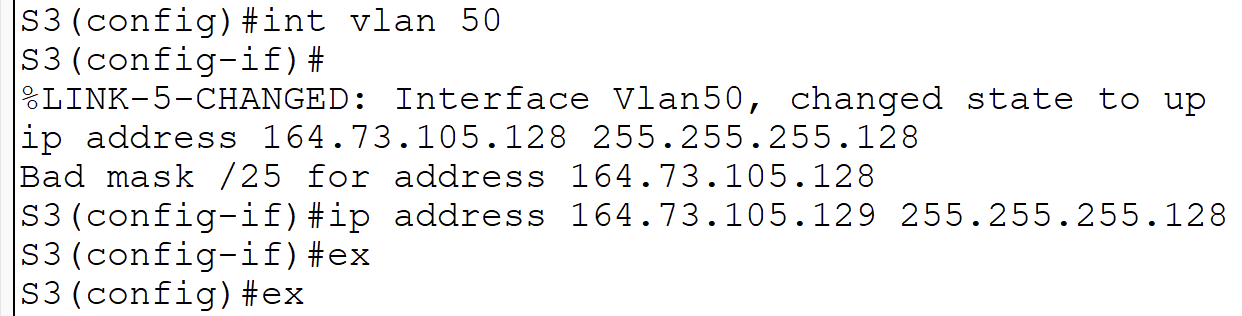 S3(config)#int vlan 50
S3(config-if)#
%LINK-5-CHANGED: Interface Vlan50, changed state to up
ip address 164.73.105.128 255.255.255.128
Bad mask /25 for address 164.73.105.128
S3(config-if)#ip address 164.73.105.129 255.255.255.128
S3(config-if)#ex
S3(config)#ex